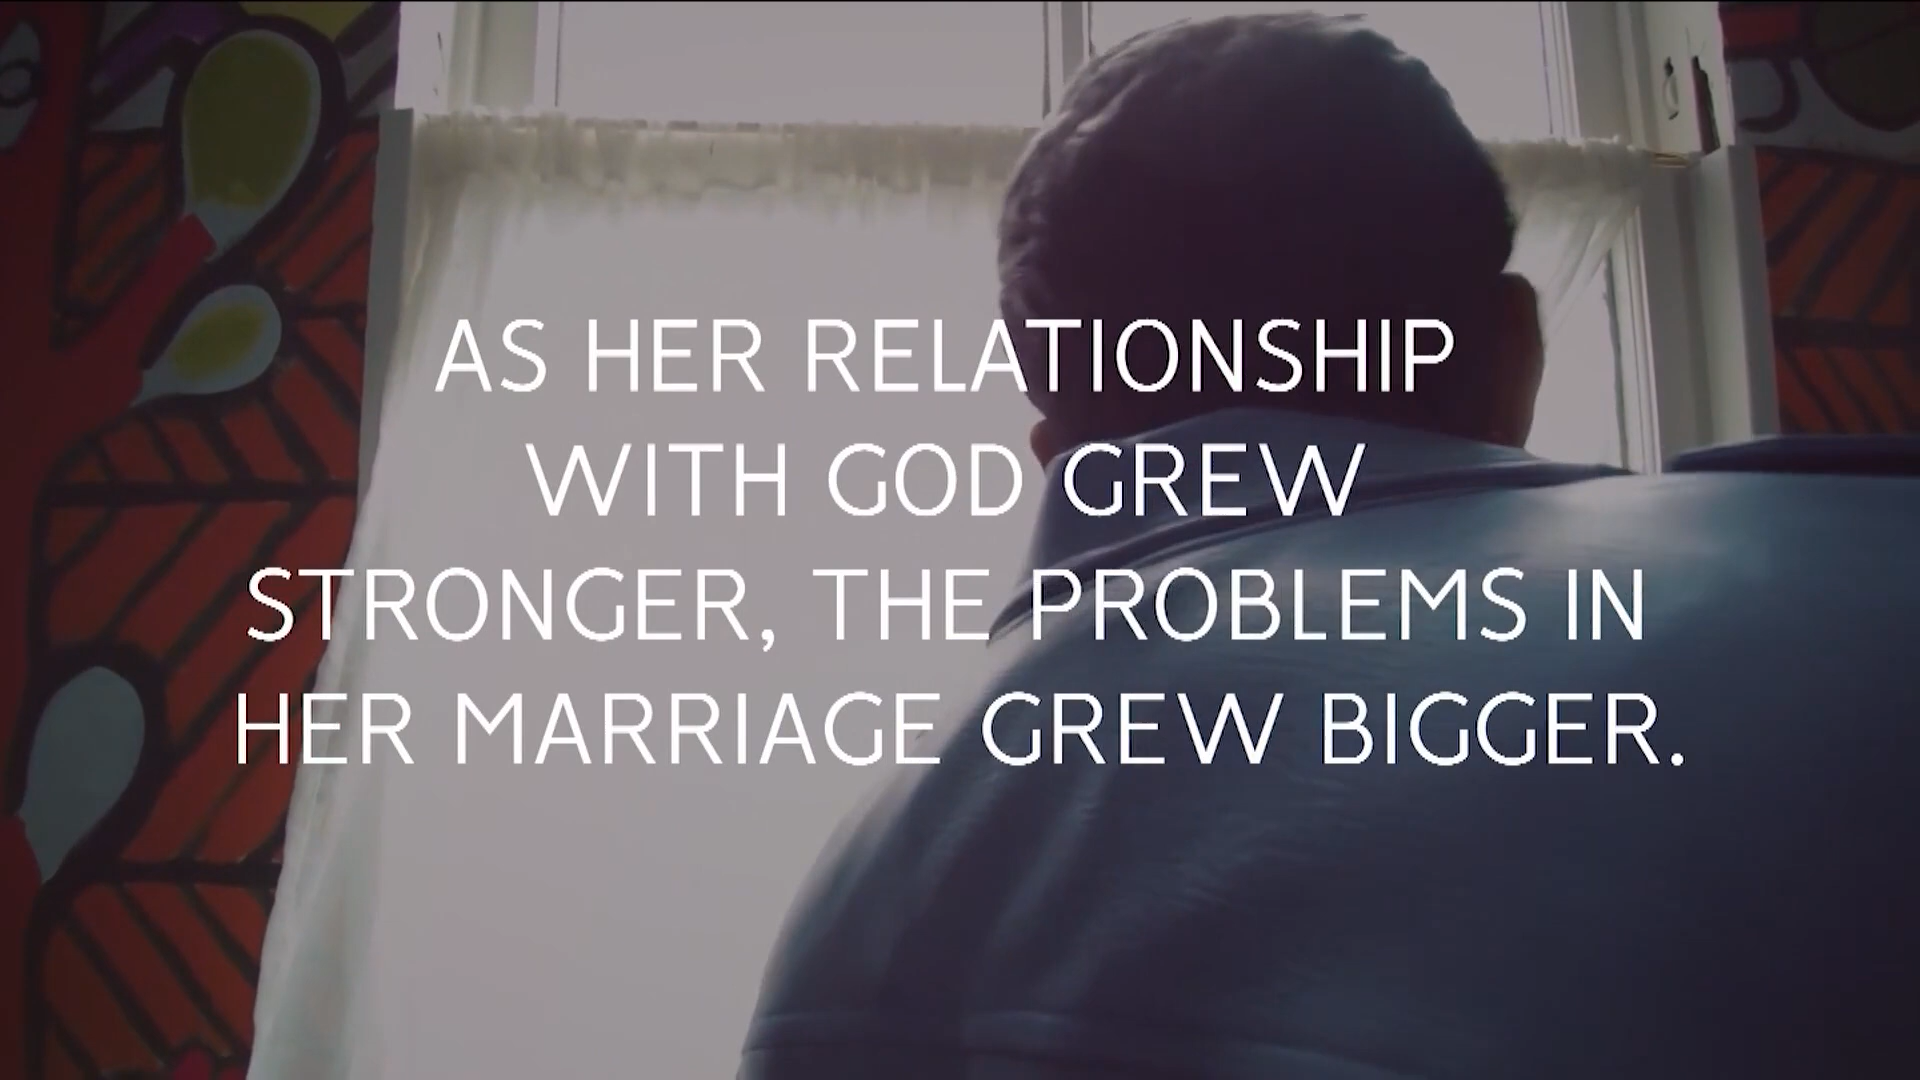 AS HER RELATIONSHIP
WITH GOD GREW
STRONGER, THE PROBLEMS IN
HER MARRIAGE GREW BIGGER.